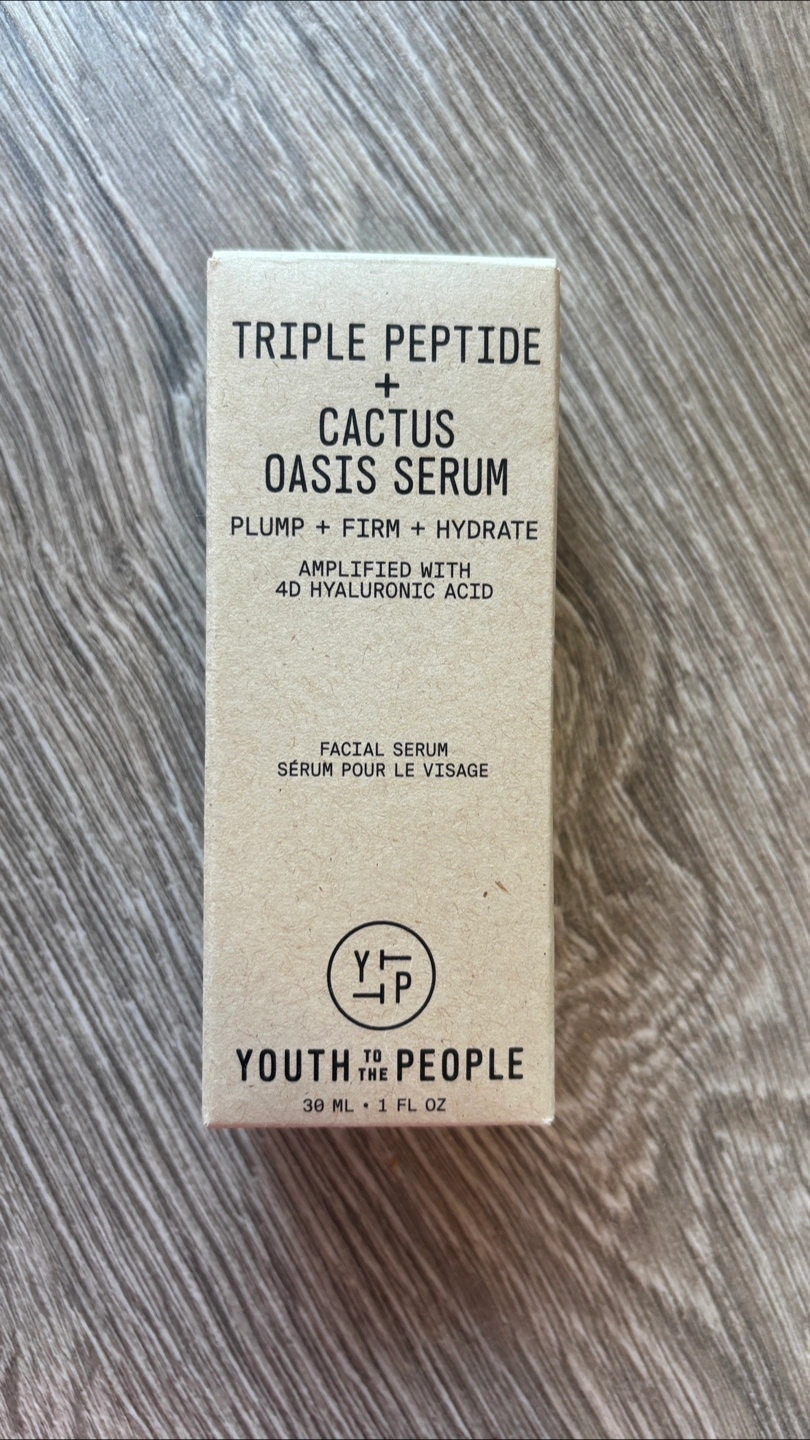 TRIPLE PEPTIDE
+
CACTUS
OASIS SERUM
PLUMP + FIRM + HYDRATE
AMPLIFIED WITH
4D HYALURONIC ACID
FACIAL SERUM
SÉRUM POUR LE VISAGE
YTTP
YOUTH TO THE PEOPLE
30 ML • 1 FL OZ